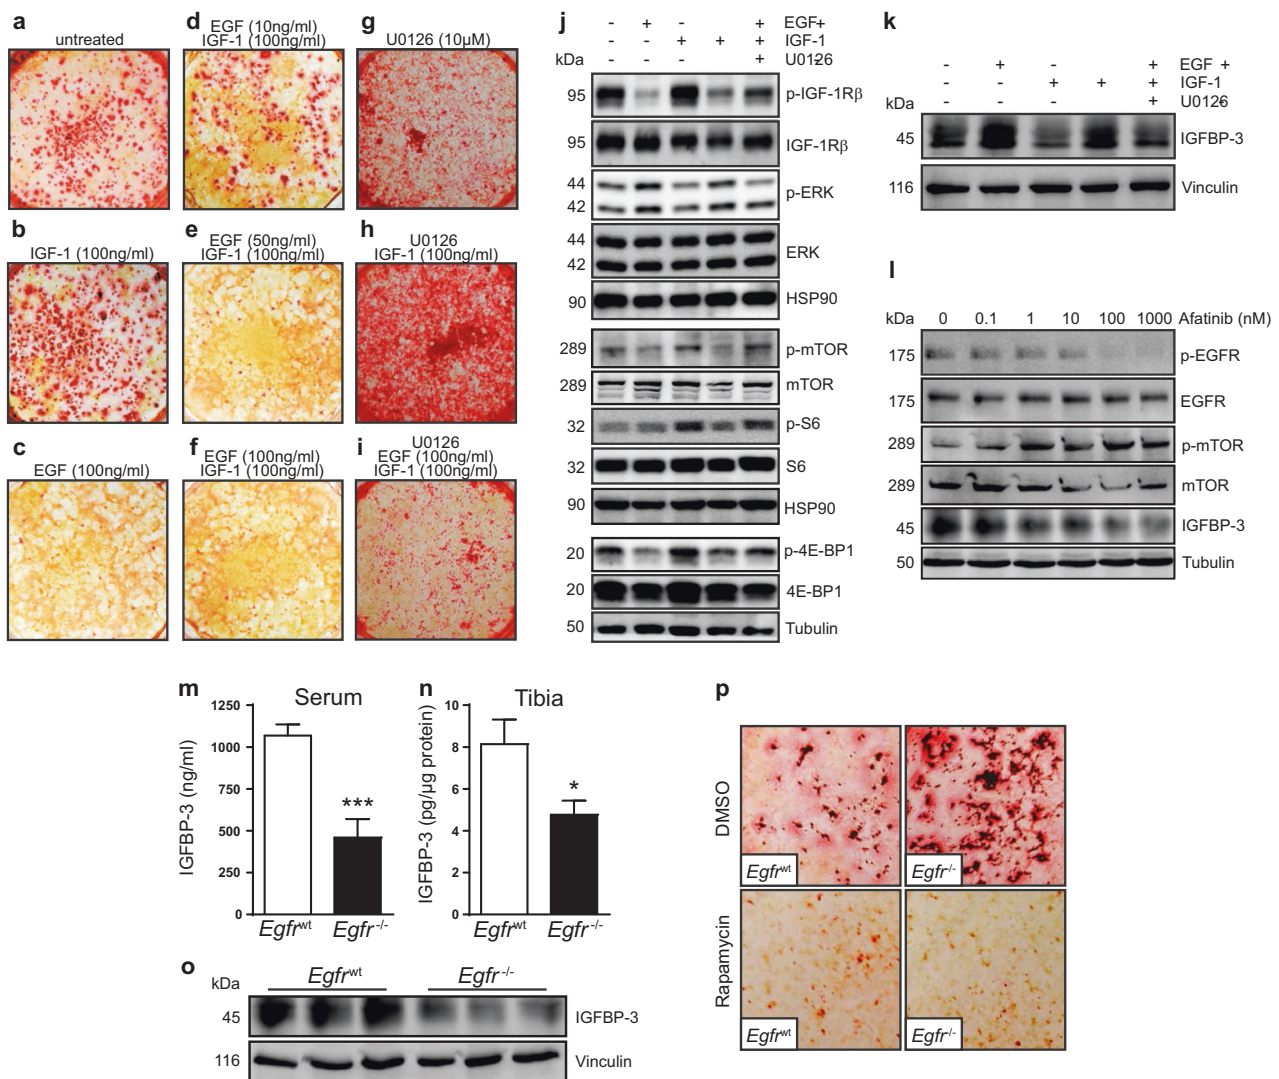 a
untreated
d
EGF (10ng/ml)
IGF-1 (100ng/ml)
g
U0126 (10µM)
b
IGF-1 (100ng/ml)
e
EGF (50ng/ml)
IGF-1 (100ng/ml)
h
U0126
IGF-1 (100ng/ml)
c
EGF (100ng/ml)
f
EGF (100ng/ml)
IGF-1 (100ng/ml)
i
U0126
EGF (100ng/ml)
IGF-1 (100ng/ml)
j
- + - + EGF+
- - + + + IGF-1
kDa - - - - + U0126-
95 p-IGF-1Rβ
95 IGF-1Rβ
44 p-ERK
42
44 ERK
42
90 HSP90
289 p-mTOR
289 mTOR
32 p-S6
32 S6
90 HSP90
20 p-4E-BP1
20 4E-BP1
50 Tubulin
k
- + - - + EGF +
- - + + + IGF-1
kDa - - - + U0126-
45 IGFBP-3
116 Vinculin
l
kDa 0 0.1 1 10 100 1000 Afatinib (nM)
175 p-EGFR
175 EGFR
289 p-mTOR
289 mTOR
45 IGFBP-3
50 Tubulin
m
Serum
IGFBP-3 (ng/ml)
1250
1000
750
500
250
0
***
Egfrwt Egfr-/-
n
Tibia
IGFBP-3 (pg/µg protein)
10
8
6
4
2
0
*
Egfrwt Egfr-/-
o
kDa Egfrwt Egfr-/-
45 IGFBP-3
116 Vinculin
p
DMSO
Egfrwt Egfr-/-
Rapamycin
Egfrwt Egfr-/-